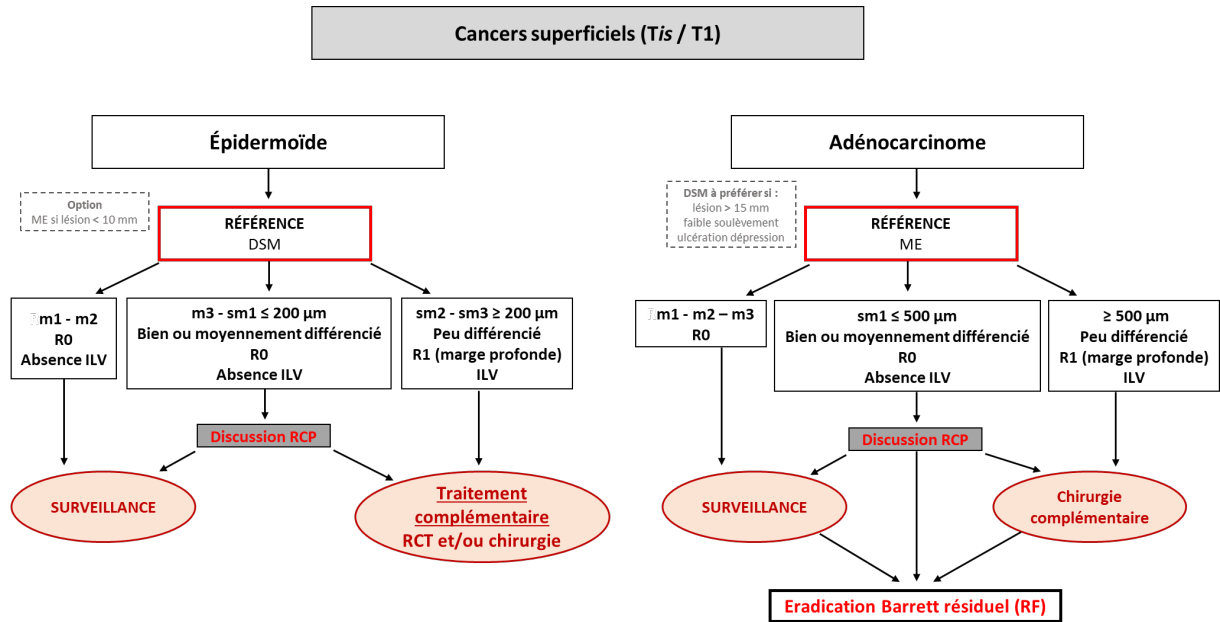 Cancers superficiels (Tis / T1)
Épidermoïde
Option
ME si lésion < 10 mm
RÉFÉRENCE
DSM
m1 - m2
R0
Absence ILV
m3 - sm1 ≤ 200 µm
Bien ou moyennement différencié
R0
Absence ILV
sm2 - sm3 ≥ 200 µm
Peu différencié
R1 (marge profonde)
ILV
Discussion RCP
SURVEILLANCE
Traitement
complémentaire
RCT et/ou chirurgie
Adénocarcinome
DSM à préférer si :
lésion > 15 mm
faible soulèvement
ulcération dépression
RÉFÉRENCE
ME
m1 - m2 – m3
R0
sm1 ≤ 500 µm
Bien ou moyennement différencié
R0
Absence ILV
≥ 500 µm
Peu différencié
R1 (marge profonde)
ILV
Discussion RCP
SURVEILLANCE
Chirurgie
complémentaire
Eradication Barrett résiduel (RF)